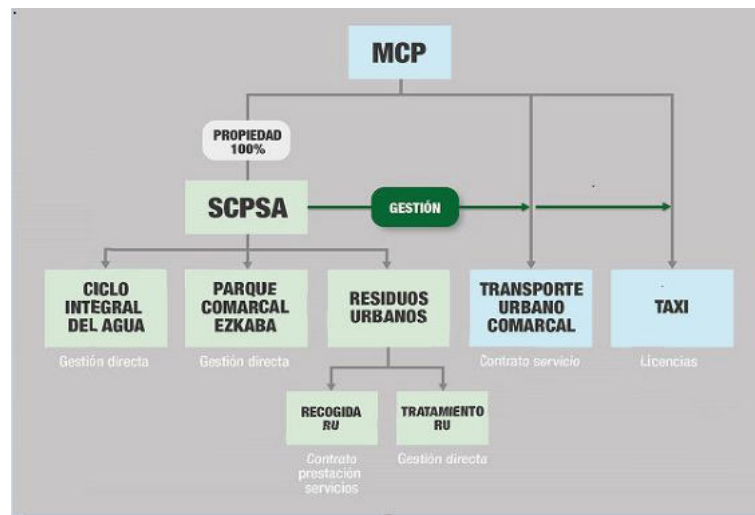 MCP
PROPIEDAD
100%
SCPSA
GESTIÓN
CICLO
INTEGRAL
DEL AGUA
Gestión directa
PARQUE
COMARCAL
EZKABA
Gestión directa
RESIDUOS
URBANOS
TRANSPORTE
URBANO
COMARCAL
Contrato servicio
TAXI
Licencias
RECOGIDA
RU
Contrato
prestación
servicios
TRATAMIENTO
RU
Gestión directa